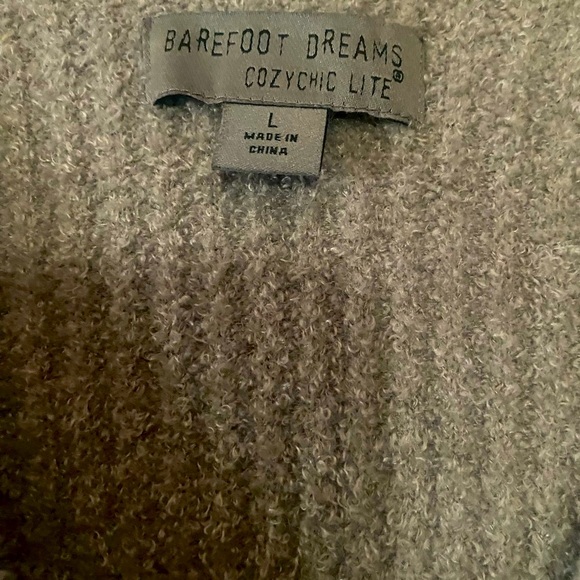 BAREFOOT DREAMS
COZYCHIC LITE®
L
MADE IN
CHINA